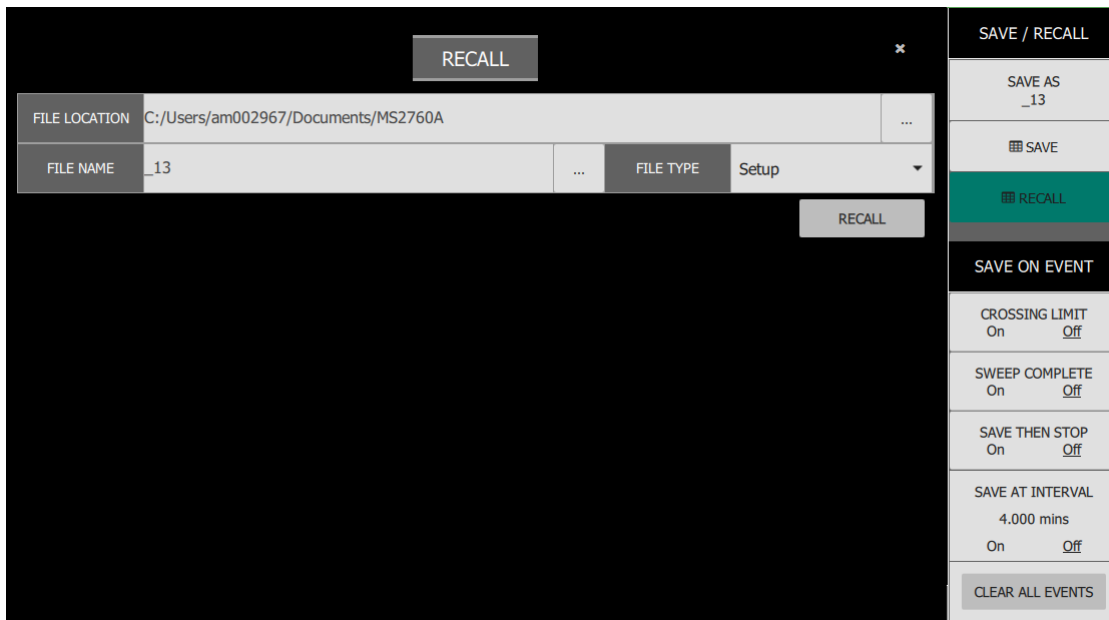 RECALL
FILE LOCATION C:/Users/am002967/Documents/MS2760A ...
FILE NAME _13 ... FILE TYPE Setup
RECALL
SAVE / RECALL
SAVE AS
_13
SAVE
RECALL
SAVE ON EVENT
CROSSING LIMIT
On Off
SWEEP COMPLETE
On Off
SAVE THEN STOP
On Off
SAVE AT INTERVAL
4.000 mins
On Off
CLEAR ALL EVENTS